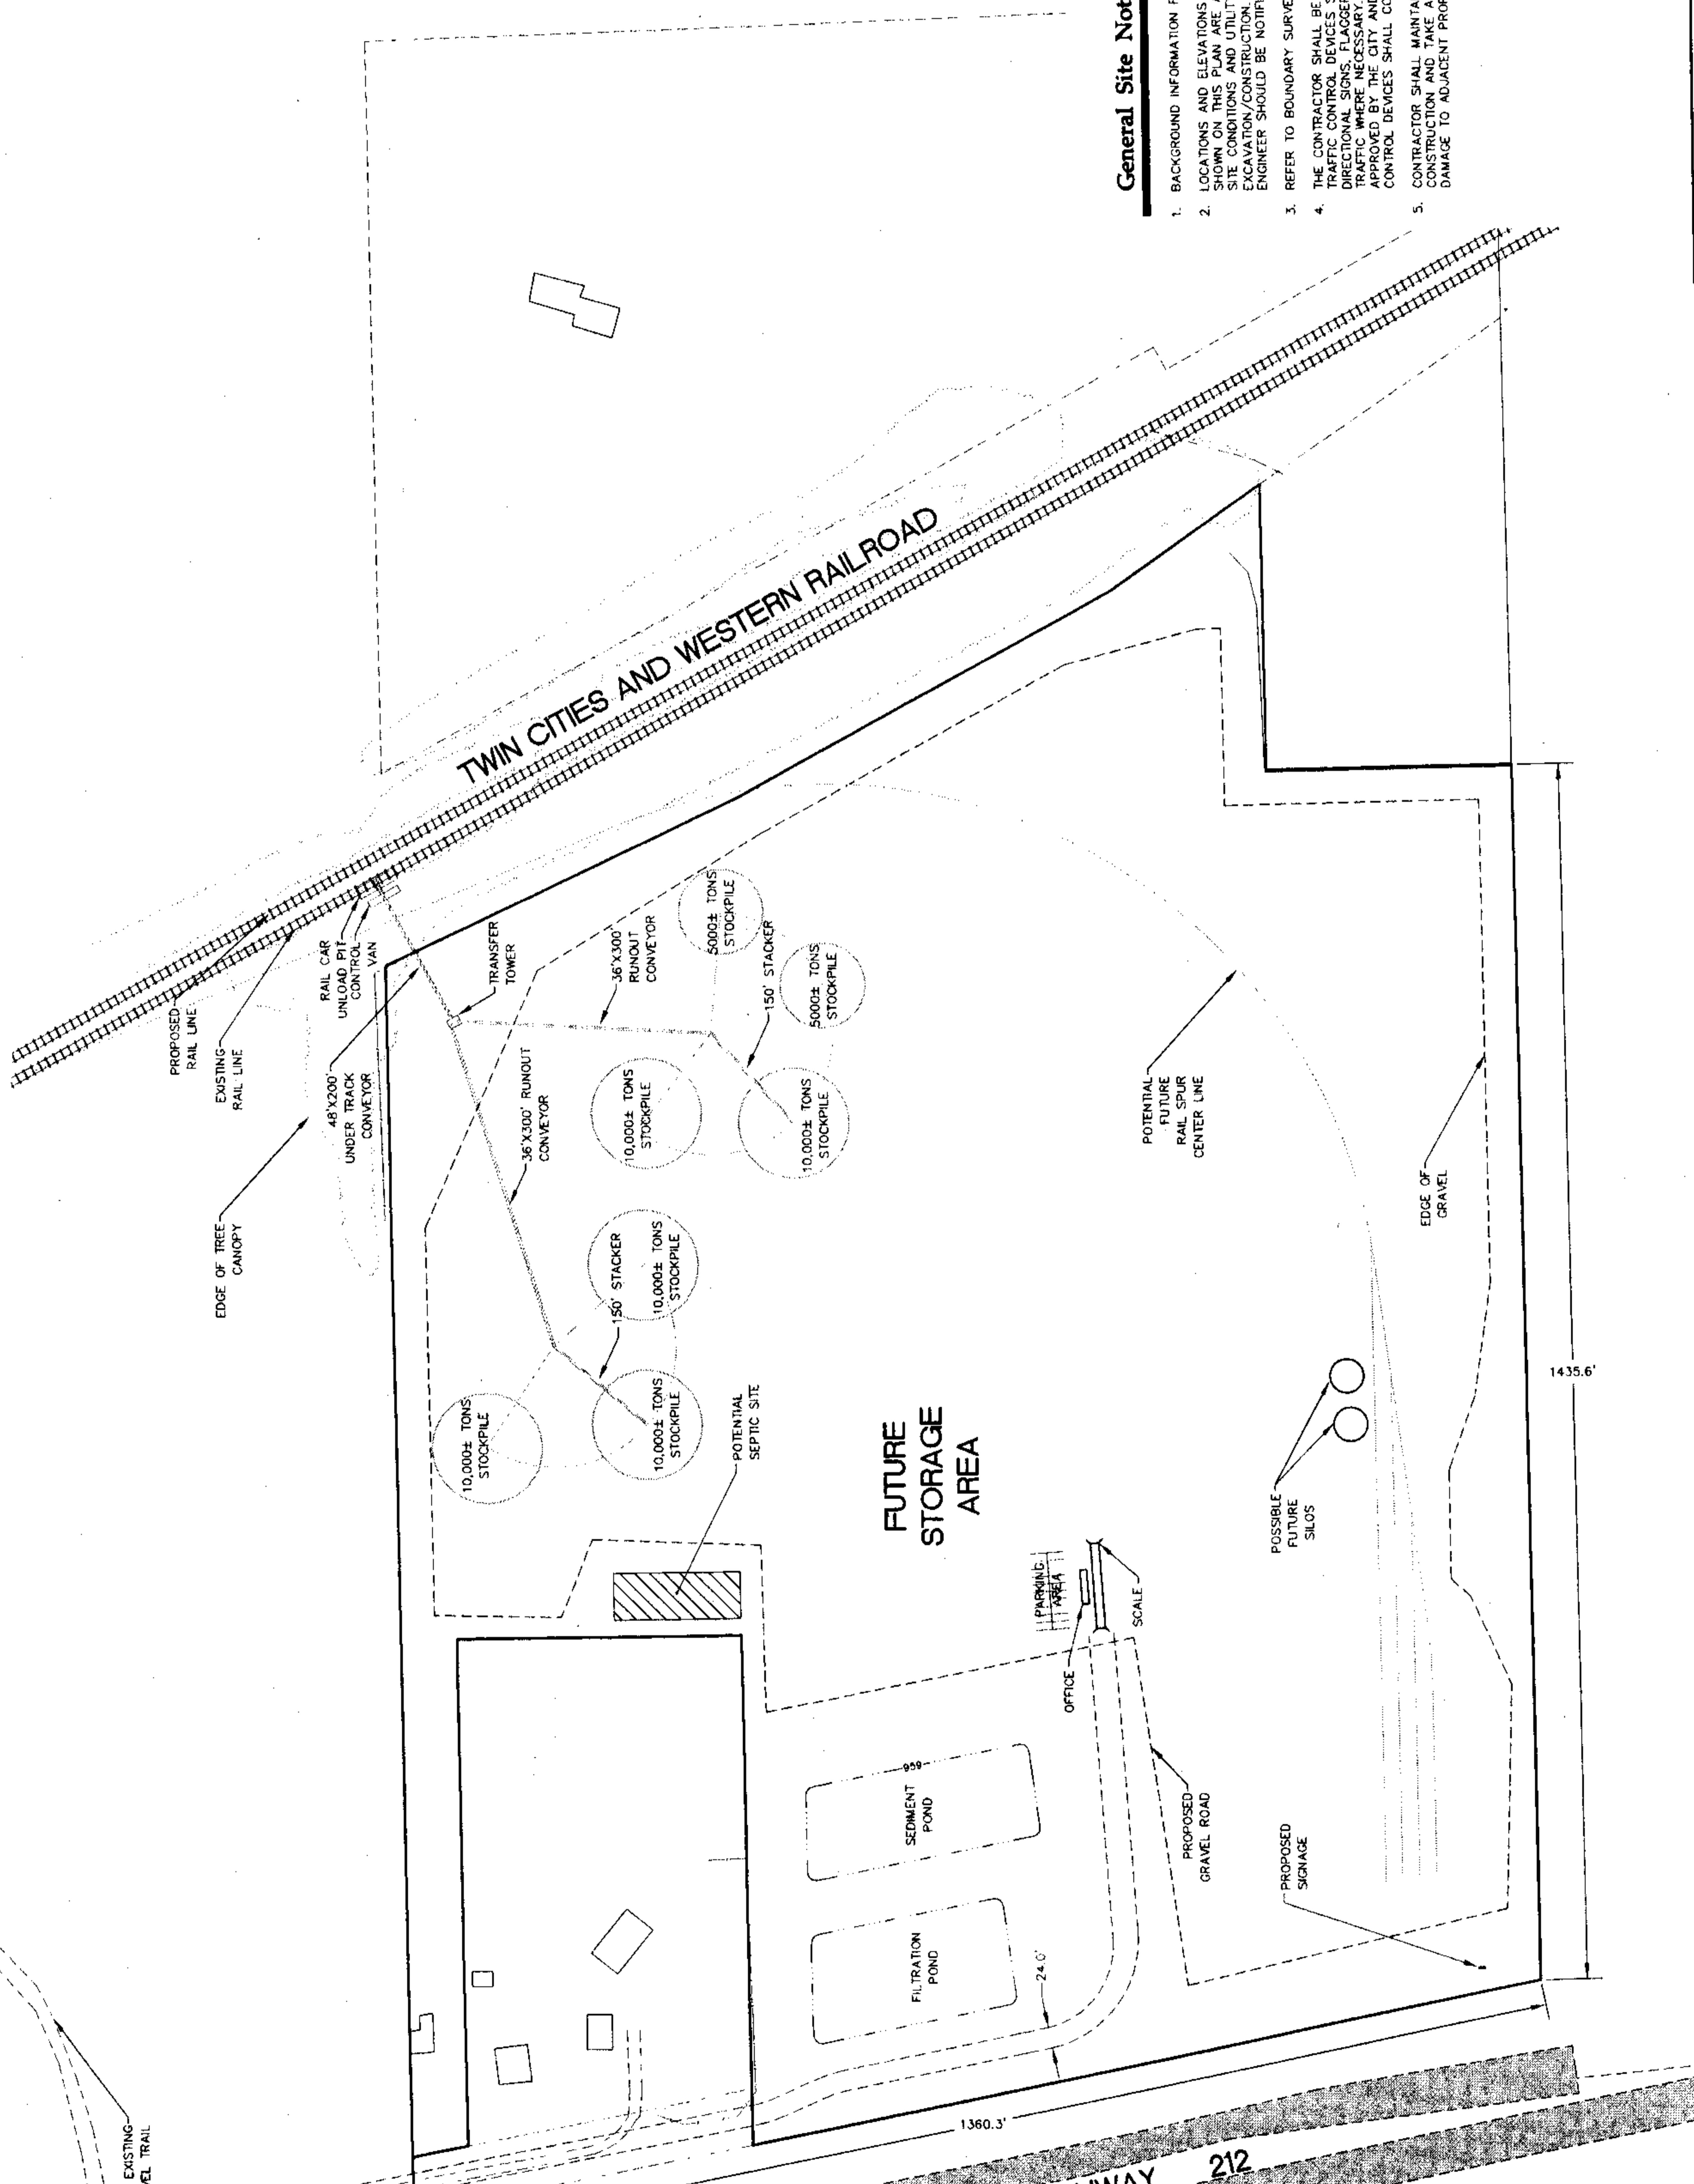 General Site Not
1. BACKGROUND INFORMATION
2. LOCATIONS AND ELEVATIONS
SHOWN ON THIS PLAN ARE
SITE CONDITIONS AND UTILIT
EXCAVATION/CONSTRUCTION.
ENGINEER SHOULD BE NOTIFI
3. REFER TO BOUNDARY SURVE
4. THE CONTRACTOR SHALL BE
TRAFFIC CONTROL DEVICES S
DIRECTIONAL SIGNS, FLAGGER
TRAFFIC WHERE NECESSARY.
APPROVED BY THE CITY AND
CONTROL DEVICES SHALL CO
5. CONTRACTOR SHALL MAINTA
CONSTRUCTION AND TAKE A
DAMAGE TO ADJACENT PROP
TWIN CITIES AND WESTERN RAILROAD
PROPOSED
RAIL LINE
EXISTING
RAIL LINE
RAIL CAR
UNLOAD PIT
CONTROL
VAN
EDGE OF TREE
CANOPY
48'X200'
UNDER TRACK
CONVEYOR
TRANSFER
TOWER
36'X300'
RUNOUT
CONVEYOR
36'X300' RUNOUT
CONVEYOR
5000± TONS
STOCKPILE
150' STACKER
5000± TONS
STOCKPILE
10,000± TONS
STOCKPILE
10,000± TONS
STOCKPILE
150' STACKER
10,000± TONS
STOCKPILE
10,000± TONS
STOCKPILE
10,000± TONS
STOCKPILE
POTENTIAL
SEPTIC SITE
FUTURE
STORAGE
AREA
POTENTIAL
FUTURE
RAIL SPUR
CENTER LINE
EDGE OF
GRAVEL
1435.6'
POSSIBLE
FUTURE
SILOS
PARKING
AREA
SCALE
OFFICE
959
SEDIMENT
POND
FILTRATION
POND
24.0'
PROPOSED
GRAVEL ROAD
PROPOSED
SIGNAGE
1360.3'
WAY 212
EXISTING
VEL TRAIL